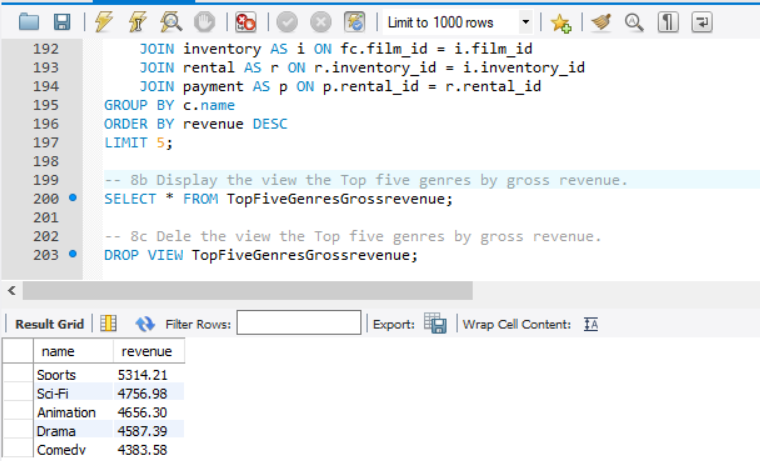 Limit to 1000 rows
192 JOIN inventory AS i ON fc.film_id = i.film_id
193 JOIN rental AS r ON r.inventory_id = i.inventory_id
194 JOIN payment AS p ON p.rental_id = r.rental_id
195 GROUP BY c.name
196 ORDER BY revenue DESC
197 LIMIT 5;
198
199 -- 8b Display the view the Top five genres by gross revenue.
200 SELECT * FROM TopFiveGenresGrossrevenue;
201
202 -- 8c Dele the view the Top five genres by gross revenue.
203 DROP VIEW TopFiveGenresGrossrevenue;
Result Grid Filter Rows: Export: Wrap Cell Content: IA
name revenue
Sports 5314.21
Sci-Fi 4756.98
Animation 4656.30
Drama 4587.39
Comedy 4383.58